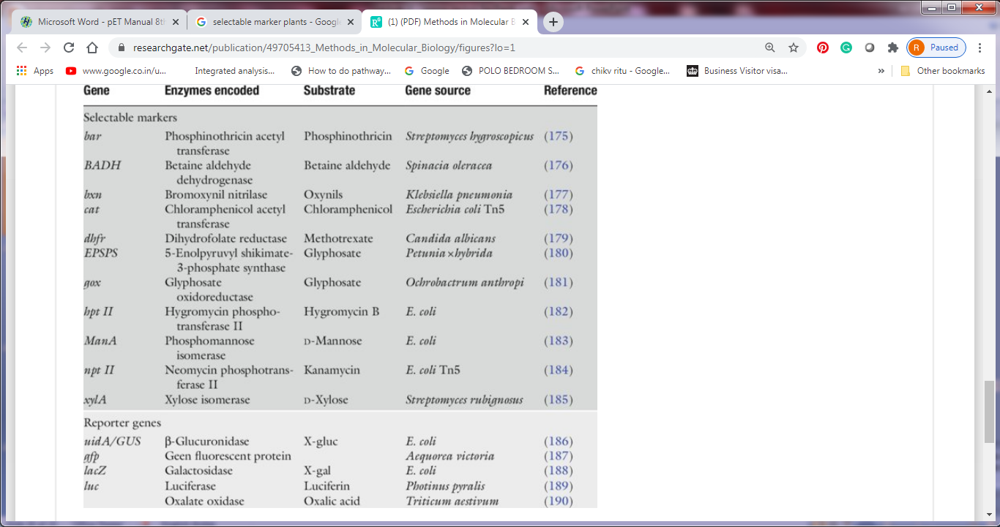 Microsoft Word - pET Manual 8t
selectable marker plants - Google
(1) (PDF) Methods in Molecular B
researchgate.net/publication/49705413_Methods_in_Molecular_Biology/figures?lo=1
R Paused
Apps www.google.co.in/u... Integrated analysis... How to do pathway... Google POLO BEDROOM S... chikv ritu - Google... Business Visitor visa... » Other bookmarks
Gene Enzymes encoded Substrate Gene source Reference
Selectable markers
bar Phosphinothricin acetyl Phosphinothricin Streptomyces hygroscopicus (175)
transferase
BADH Betaine aldehyde Betaine aldehyde Spinacia oleracea (176)
dehydrogenase
bxn Bromoxynil nitrilase Oxynils Klebsiella pneumonia (177)
cat Chloramphenicol acetyl Chloramphenicol Escherichia coli Tn5 (178)
transferase
dhfr Dihydrofolate reductase Methotrexate Candida albicans (179)
EPSPS 5-Enolpyruvyl shikimate- Glyphosate Petunia×hybrida (180)
3-phosphate synthase
gox Glyphosate Glyphosate Ochrobactrum anthropi (181)
oxidoreductase
hpt II Hygromycin phospho- Hygromycin B E. coli (182)
transferase II
ManA Phosphomannose D-Mannose E. coli (183)
isomerase
npt II Neomycin phosphotrans- Kanamycin E. coli Tn5 (184)
ferase II
xylA Xylose isomerase D-Xylose Streptomyces rubignosus (185)
Reporter genes
uidA/GUS β-Glucuronidase X-gluc E. coli (186)
gfp Geen fluorescent protein Aequorea victoria (187)
lacZ Galactosidase X-gal E. coli (188)
luc Luciferase Luciferin Photinus pyralis (189)
Oxalate oxidase Oxalic acid Triticum aestivum (190)